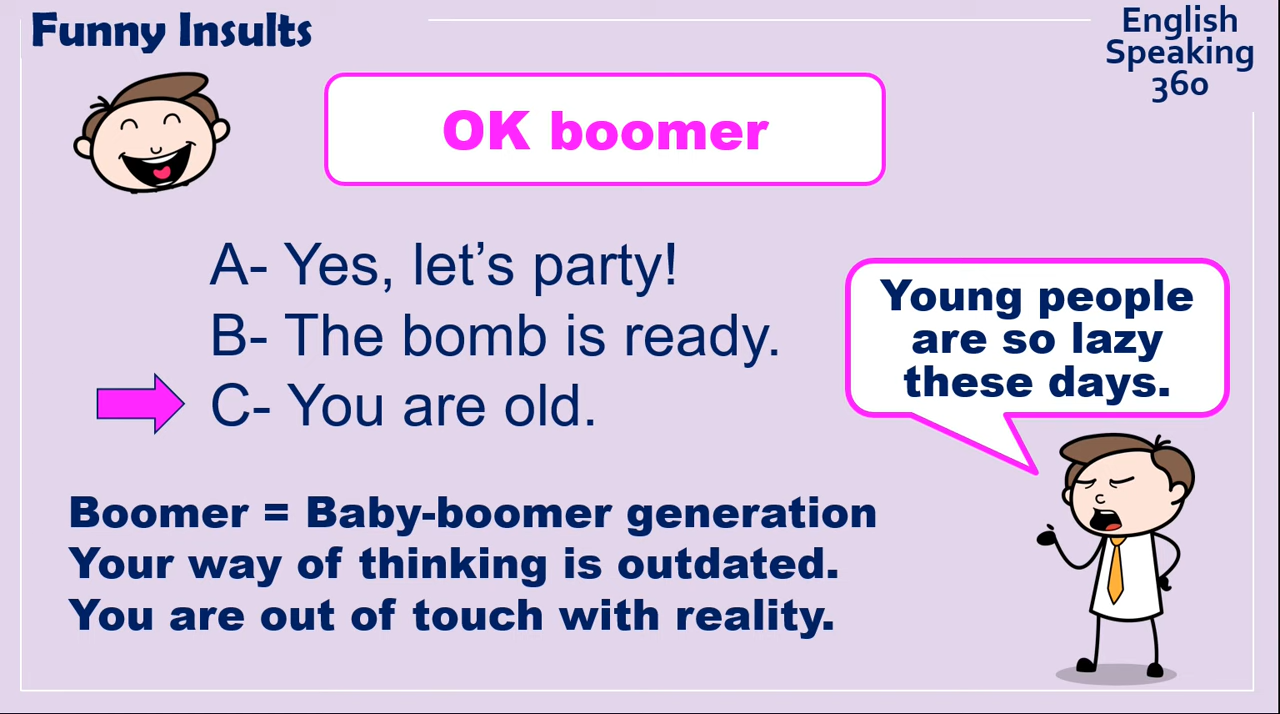 Funny Insults
English
Speaking
360
OK boomer
A- Yes, let’s party!
B- The bomb is ready.
C- You are old.
Young people
are so lazy
these days.
Boomer = Baby-boomer generation
Your way of thinking is outdated.
You are out of touch with reality.